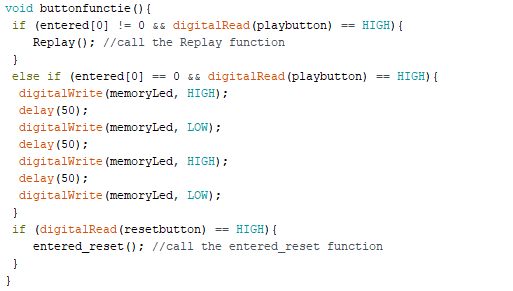 void buttonfunctie(){
if (entered[0] != 0 && digitalRead(playbutton) == HIGH){
Replay(); //call the Replay function
}
else if (entered[0] == 0 && digitalRead(playbutton) == HIGH){
digitalWrite(memoryLed, HIGH);
delay(50);
digitalWrite(memoryLed, LOW);
delay(50);
digitalWrite(memoryLed, HIGH);
delay(50);
digitalWrite(memoryLed, LOW);
}
if (digitalRead(resetbutton) == HIGH){
entered_reset(); //call the entered_reset function
}
}